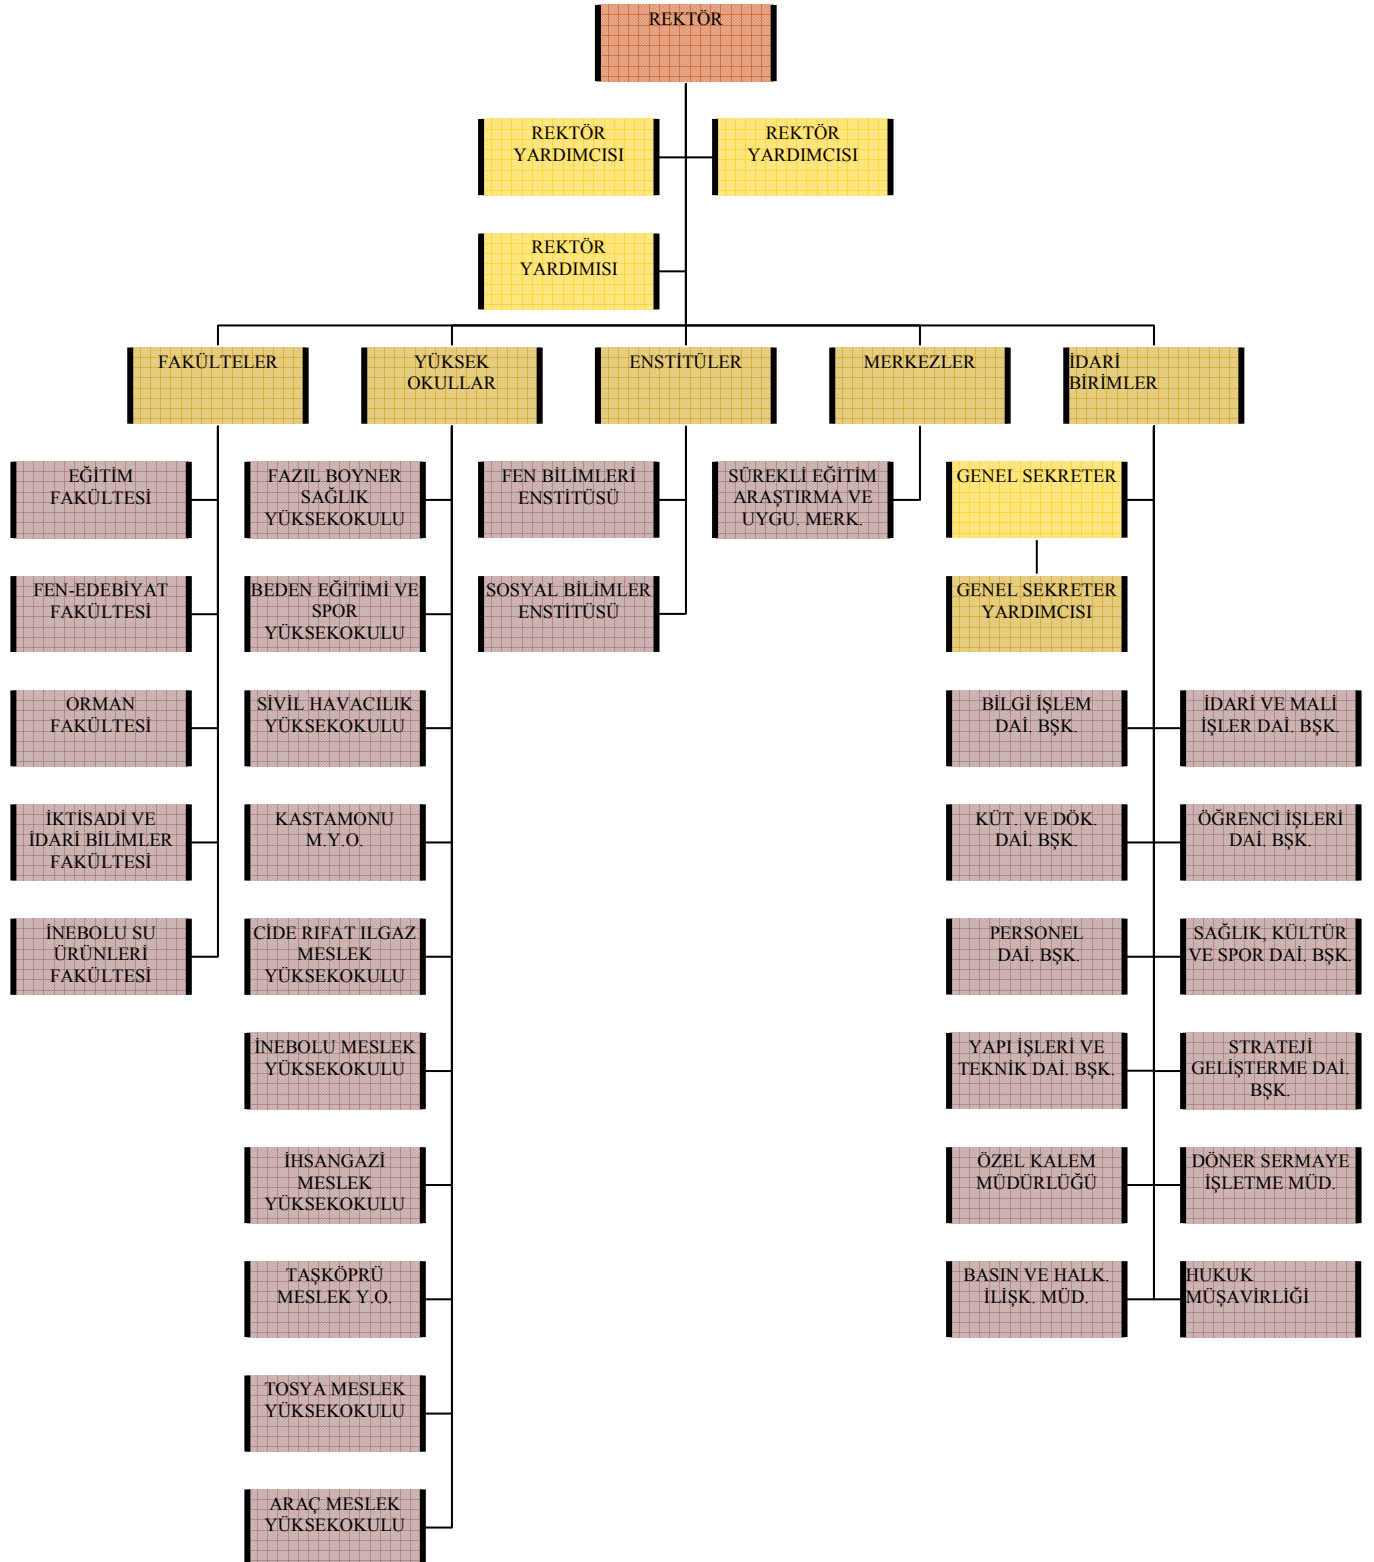 REKTÖR
REKTÖR
YARDIMCISI
REKTÖR
YARDIMCISI
REKTÖR
YARDIMISI
FAKÜLTELER
YÜKSEK
OKULLAR
ENSTİTÜLER
MERKEZLER
İDARİ
BİRİMLER
EĞİTİM
FAKÜLTESİ
FEN-EDEBİYAT
FAKÜLTESİ
ORMAN
FAKÜLTESİ
İKTİSADİ VE
İDARİ BİLİMLER
FAKÜLTESİ
İNEBOLU SU
ÜRÜNLERİ
FAKÜLTESİ
FAZIL BOYNER
SAĞLIK
YÜKSEKOKULU
BEDEN EĞİTİMİ VE
SPOR
YÜKSEKOKULU
SİVİL HAVACILIK
YÜKSEKOKULU
KASTAMONU
M.Y.O.
CİDE RIFAT ILGAZ
MESLEK
YÜKSEKOKULU
İNEBOLU MESLEK
YÜKSEKOKULU
İHSANGAZİ
MESLEK
YÜKSEKOKULU
TAŞKÖPRÜ
MESLEK Y.O.
TOSYA MESLEK
YÜKSEKOKULU
ARAÇ MESLEK
YÜKSEKOKULU
FEN BİLİMLERİ
ENSTİTÜSÜ
SOSYAL BİLİMLER
ENSTİTÜSÜ
SÜREKLİ EĞİTİM
ARAŞTIRMA VE
UYGU. MERK.
GENEL SEKRETER
GENEL SEKRETER
YARDIMCISI
BİLGİ İŞLEM
DAİ. BŞK.
İDARİ VE MALİ
İŞLER DAİ. BŞK.
KÜT. VE DÖK.
DAİ. BŞK.
ÖĞRENCİ İŞLERİ
DAİ. BŞK.
PERSONEL
DAİ. BŞK.
SAĞLIK, KÜLTÜR
VE SPOR DAİ. BŞK.
YAPI İŞLERİ VE
TEKNİK DAİ. BŞK.
STRATEJİ
GELİŞTERME DAİ.
BŞK.
ÖZEL KALEM
MÜDÜRLÜĞÜ
DÖNER SERMAYE
İŞLETME MÜD.
BASIN VE HALK.
İLİŞK. MÜD.
HUKUK
MÜŞAVİRLİĞİ